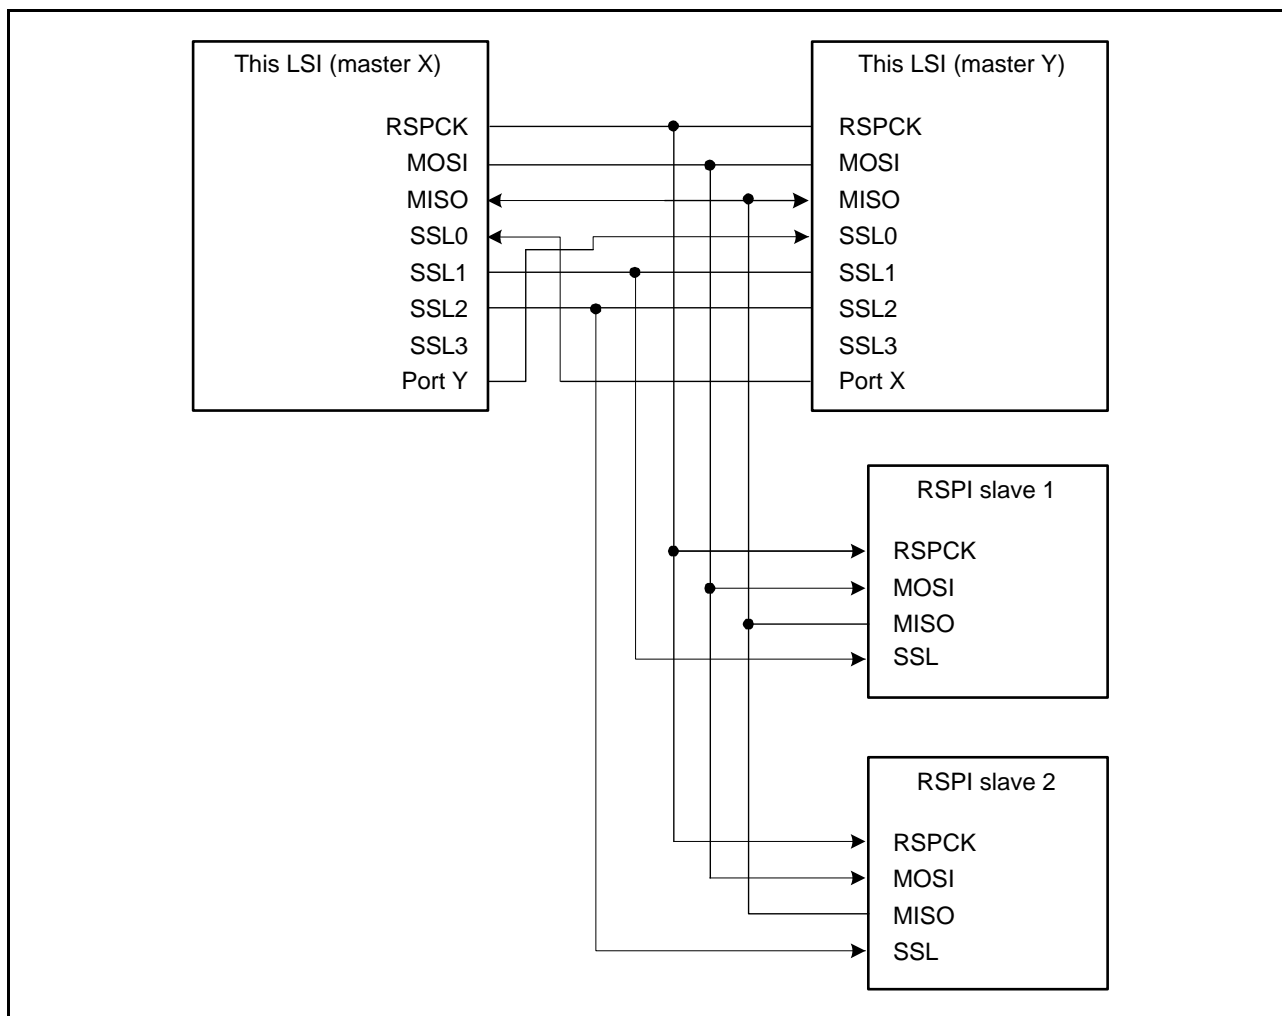 This LSI (master X)
RSPCK
MOSI
MISO
SSL0
SSL1
SSL2
SSL3
Port Y
This LSI (master Y)
RSPCK
MOSI
MISO
SSL0
SSL1
SSL2
SSL3
Port X
RSPI slave 1
RSPCK
MOSI
MISO
SSL
RSPI slave 2
RSPCK
MOSI
MISO
SSL